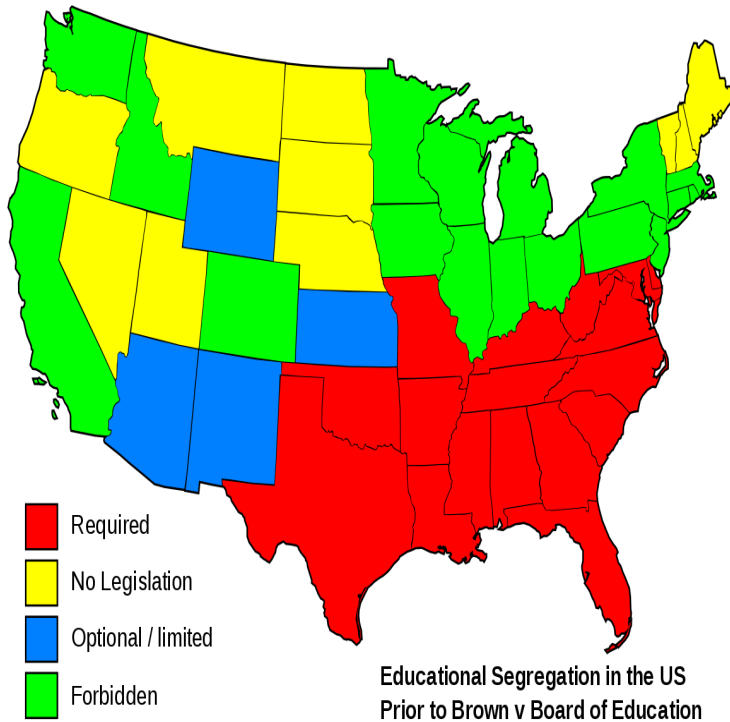 Required
No Legislation
Optional / limited
Forbidden
Educational Segregation in the US
Prior to Brown v Board of Education